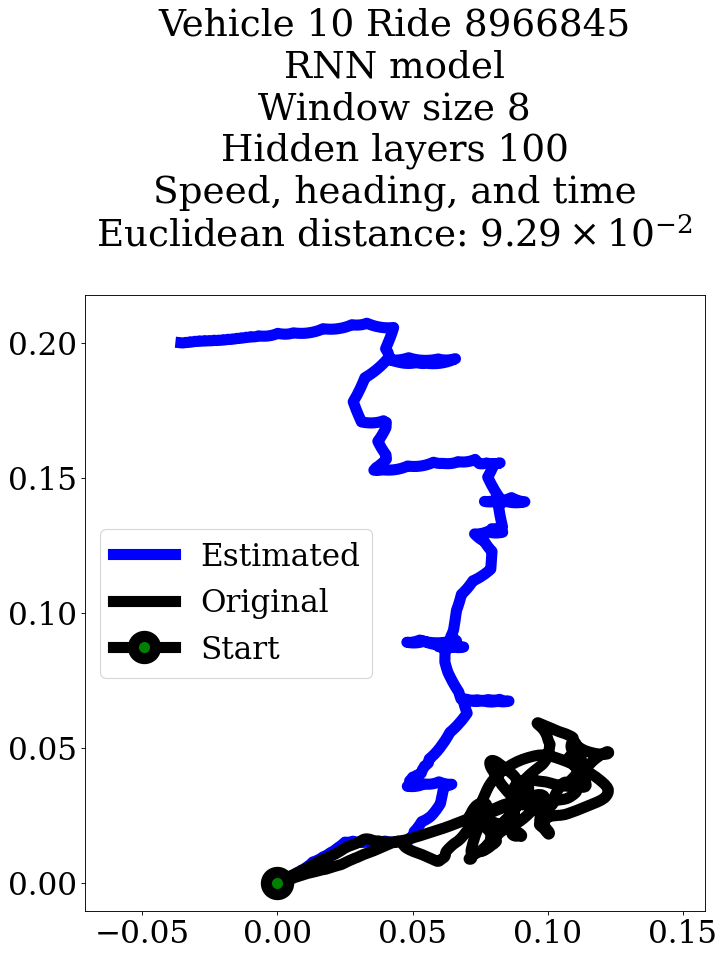 Vehicle 10 Ride 8966845
RNN model
Window size 8
Hidden layers 100
Speed, heading, and time
Euclidean distance: 9.29 × 10⁻²
0.20
0.15
0.10
0.05
0.00
Estimated
Original
Start
−0.05 0.00 0.05 0.10 0.15